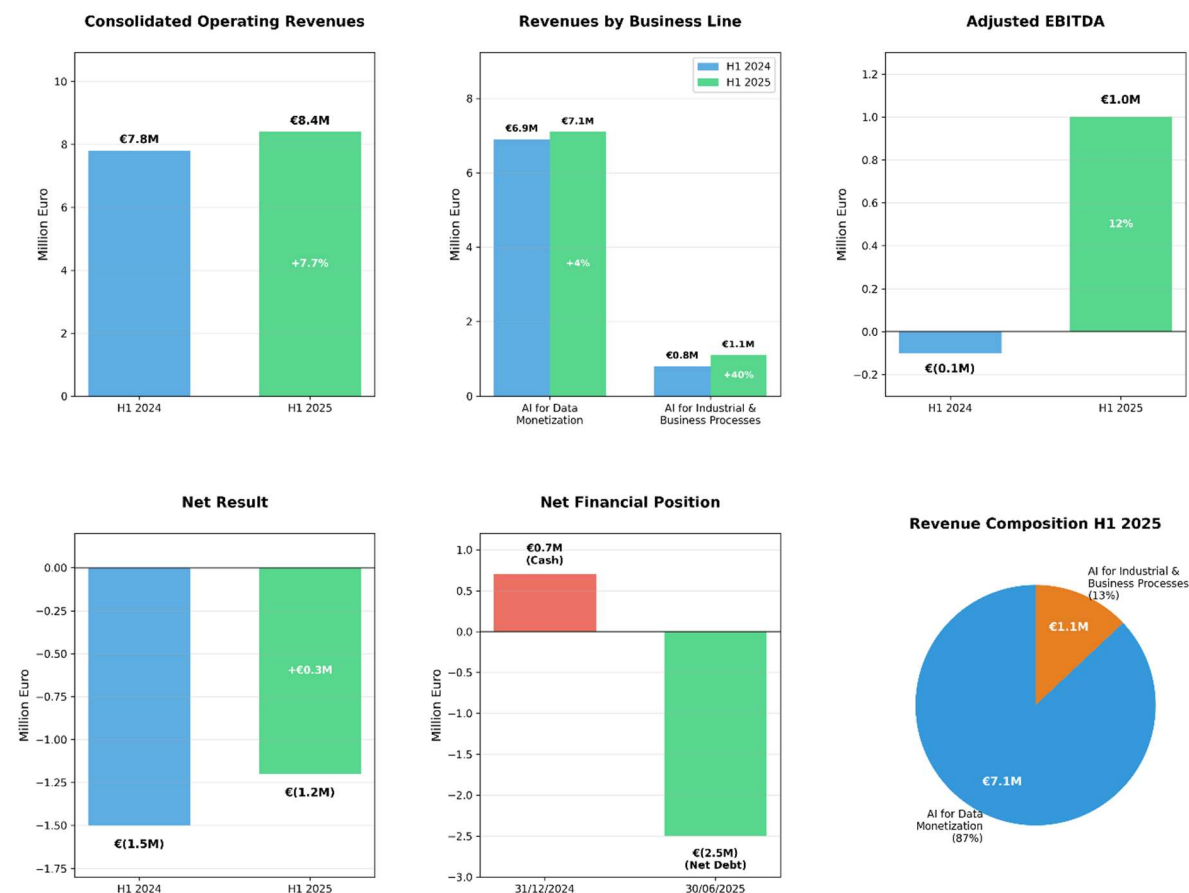 Consolidated Operating Revenues
Million Euro
10
8
6
4
2
0
€7.8M
€8.4M
+7.7%
H1 2024
H1 2025
Revenues by Business Line
H1 2024
H1 2025
Million Euro
8
6
4
2
0
€6.9M
€7.1M
+4%
€0.8M
€1.1M
+40%
AI for Data
Monetization
AI for Industrial &
Business Processes
Adjusted EBITDA
Million Euro
1.2
1.0
0.8
0.6
0.4
0.2
0.0
−0.2
€1.0M
12%
€(0.1M)
H1 2024
H1 2025
Net Result
Million Euro
0.00
−0.25
−0.50
−0.75
−1.00
−1.25
−1.50
−1.75
+€0.3M
€(1.2M)
€(1.5M)
H1 2024
H1 2025
Net Financial Position
Million Euro
1.0
0.5
0.0
−0.5
−1.0
−1.5
−2.0
−2.5
−3.0
€0.7M
(Cash)
€(2.5M)
(Net Debt)
31/12/2024
30/06/2025
Revenue Composition H1 2025
AI for Industrial &
Business Processes
(13%)
€1.1M
€7.1M
AI for Data
Monetization
(87%)